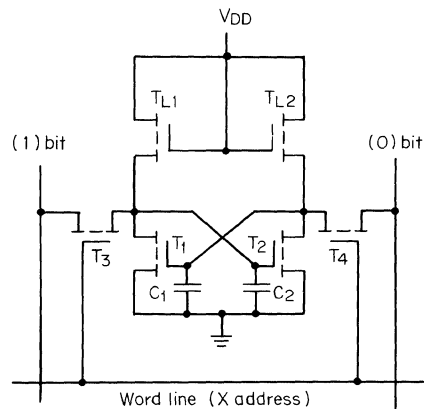 VDD
TL1 TL2
(1) bit (0) bit
T1 T2
T3 T4
C1 C2
Word line (X address)